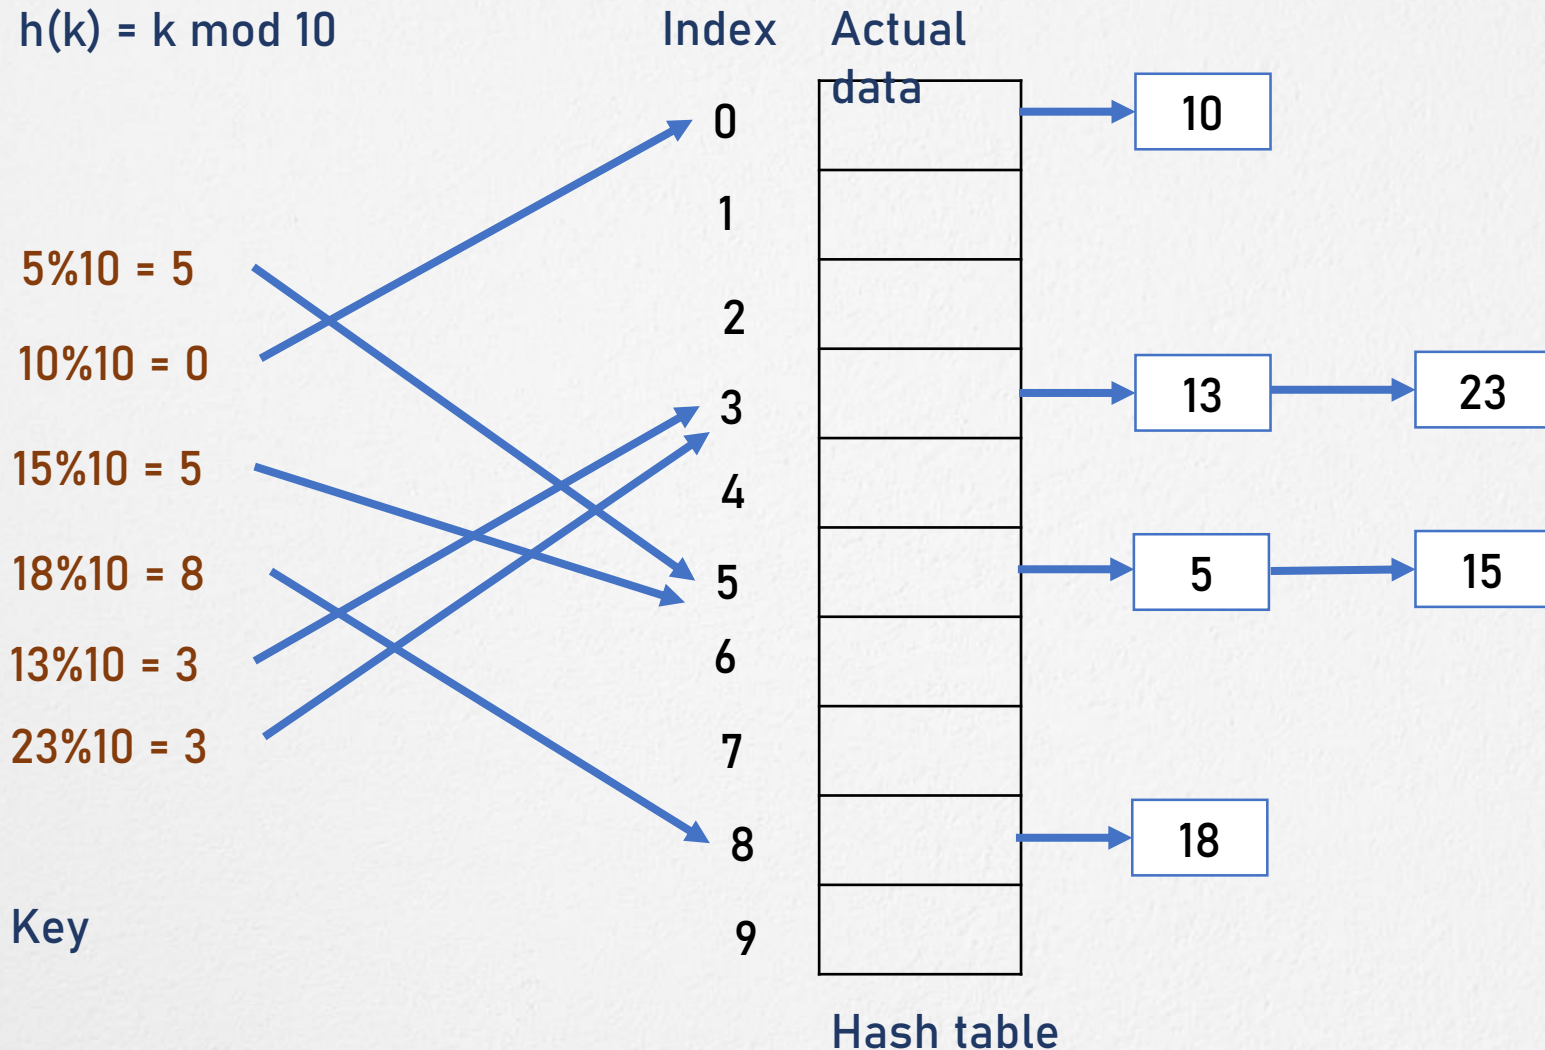 h(k) = k mod 10
Index
Actual
data
5%10 = 5
10%10 = 0
15%10 = 5
18%10 = 8
13%10 = 3
23%10 = 3
Key
0
1
2
3
4
5
6
7
8
9
10
13
23
5
15
18
Hash table